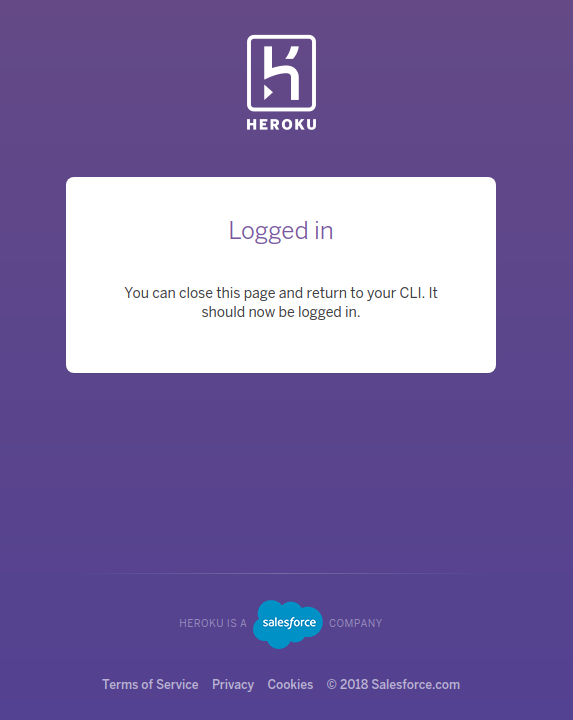 HEROKU
Logged in
You can close this page and return to your CLI. It
should now be logged in.
HEROKU IS A salesforce COMPANY
Terms of Service Privacy Cookies © 2018 Salesforce.com